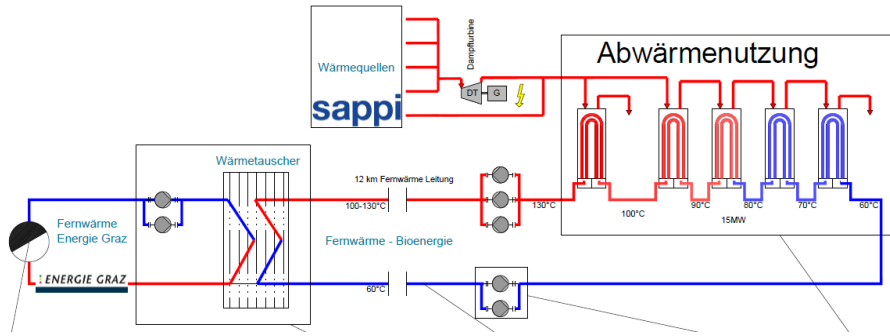 Abwärmenutzung
Dampfturbine
Wärmequellen
sappi
DT
G
Wärmetauscher
12 km Fernwärme Leitung
100-130°C
130°C
100°C
90°C
80°C
70°C
60°C
15MW
Fernwärme
Energie Graz
Fernwärme - Bioenergie
ENERGIE GRAZ
60°C